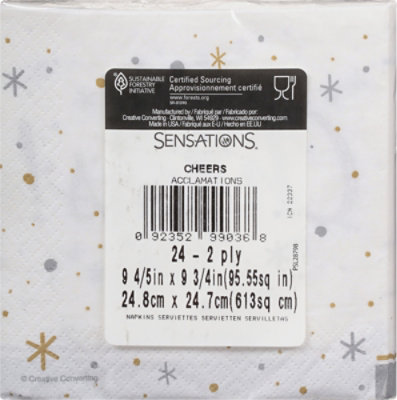 SUSTAINABLE
FORESTRY
INITIATIVE
Certified Sourcing
Approvisionnement certifié
www.forests.org
Manufactured by / Fabriqué par / Fabricado por:
Creative Converting - Clintonville, WI 54929 / www.creativeconverting.com
Made in USA / Fabriqué aux E-U / Hecho en EE.UU
SENSATIONS
CHEERS
ACCLAMATIONS
0 92352 99036 8
ICN 22337
PSL28798
24 - 2 ply
9 4/5in x 9 3/4in(95.55sq in)
24.8cm x 24.7cm(613sq cm)
NAPKINS SERVIETTES SERVIETTEN SERVILLETAS
© Creative Converting